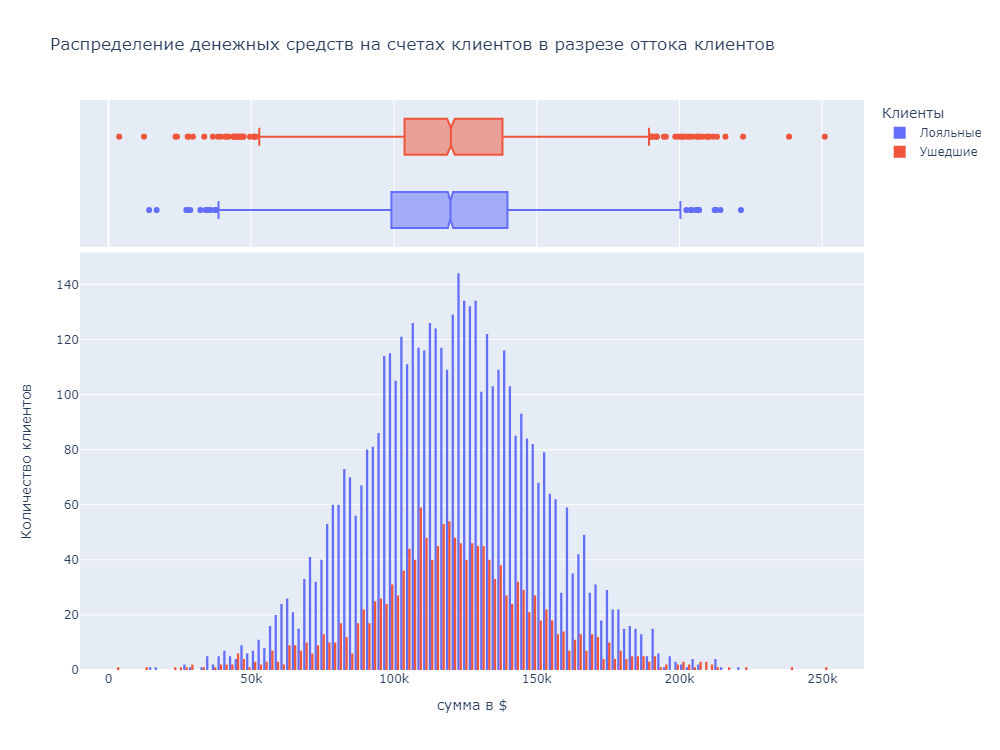 Распределение денежных средств на счетах клиентов в разрезе оттока клиентов
Клиенты
Лояльные
Ушедшие
140
120
100
80
60
40
20
0
Количество клиентов
0
50k
100k
150k
200k
250k
сумма в $